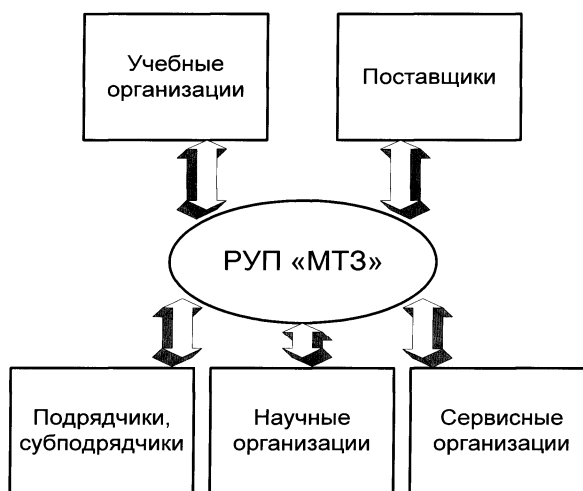 Учебные
организации
Поставщики
РУП «МТЗ»
Подрядчики,
субподрядчики
Научные
организации
Сервисные
организации